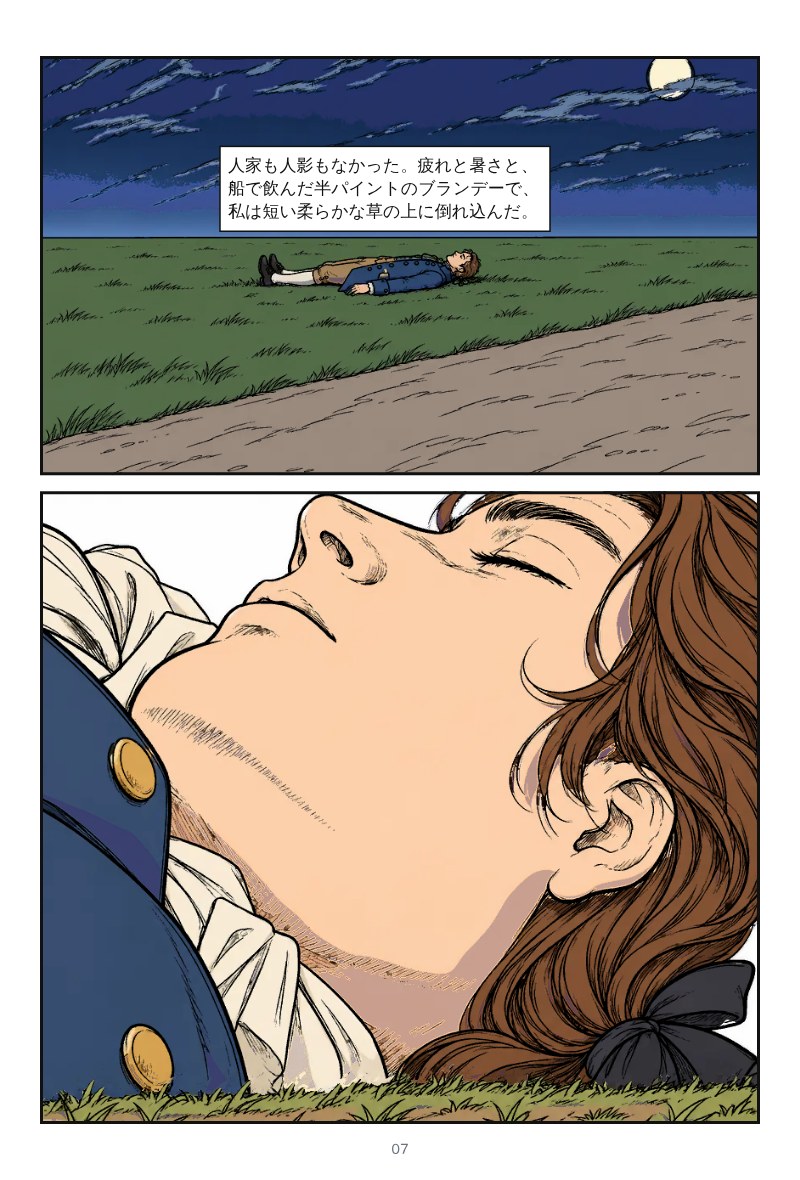 人家も人影もなかった。疲れと暑さと、
船で飲んだ半パイントのブランデーで、
私は短い柔らかな草の上に倒れ込んだ。
07